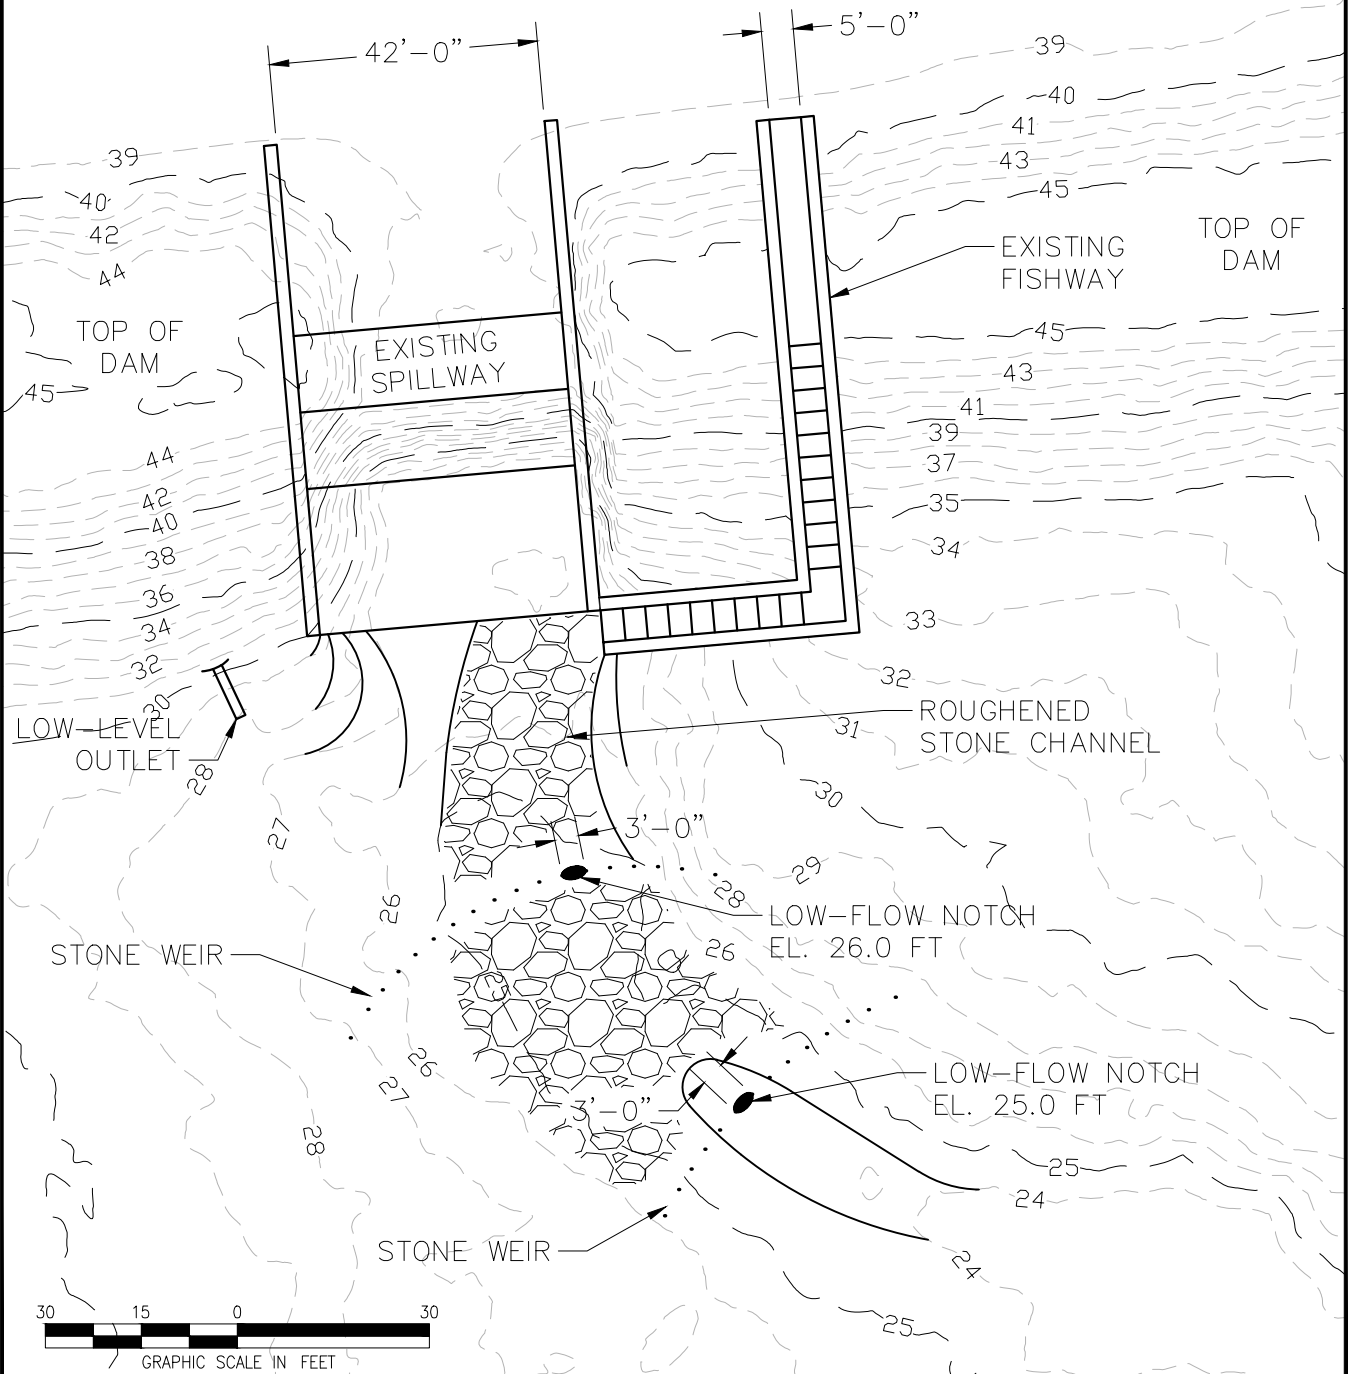 42'-0"
5'-0"
39
40
41
43
45
39
40
42
44
TOP OF
DAM
EXISTING
FISHWAY
TOP OF
DAM
EXISTING
SPILLWAY
45
43
45
41
39
37
35
34
33
32
31
30
29
28
26
44
42
40
38
36
34
32
30
28
LOW-LEVEL
OUTLET
ROUGHENED
STONE CHANNEL
27
26
3'-0"
LOW-FLOW NOTCH
EL. 26.0 FT
STONE WEIR
25
26
27
28
LOW-FLOW NOTCH
EL. 25.0 FT
3'-0"
25
24
STONE WEIR
24
25
30 15 0 30
GRAPHIC SCALE IN FEET